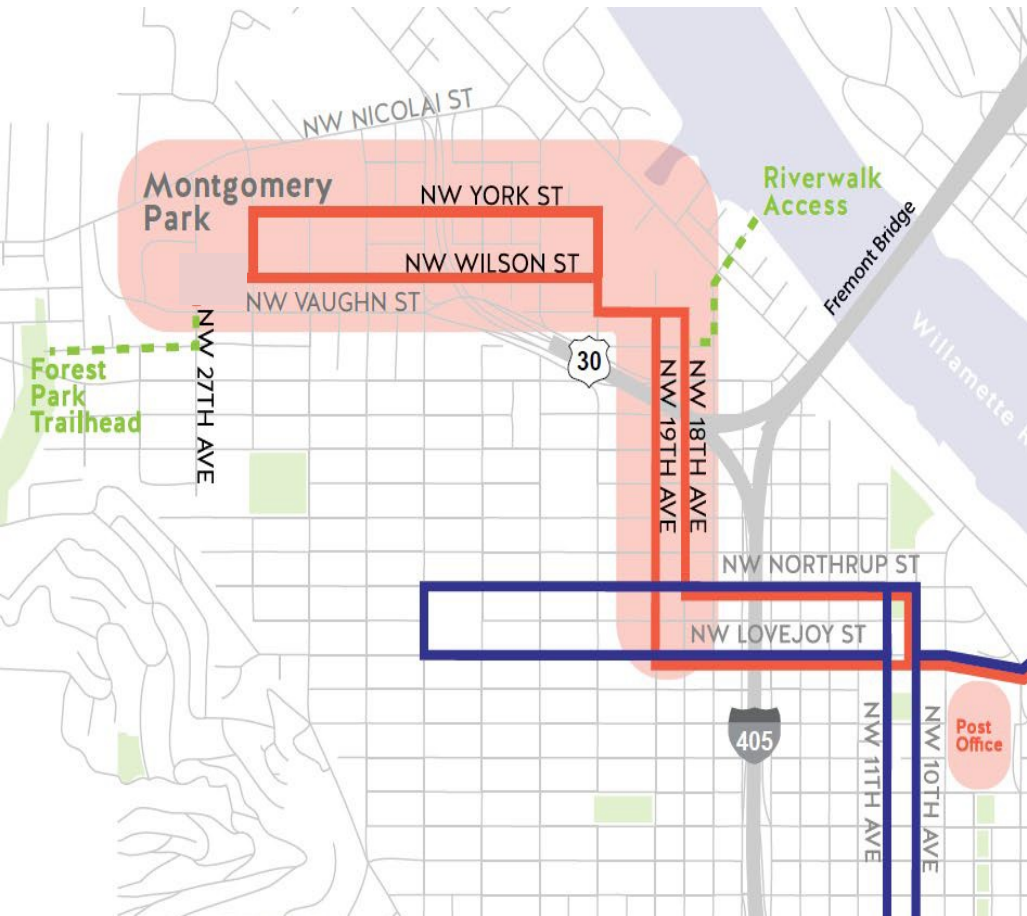 NW NICOLAI ST
Montgomery
Park
NW YORK ST
Riverwalk
Access
NW WILSON ST
Fremont Bridge
NW VAUGHN ST
Willamette
30
NW 27TH AVE
Forest
Park
Trailhead
NW 19TH AVE
NW 18TH AVE
NW NORTHRUP ST
NW LOVEJOY ST
405
NW 11TH AVE
NW 10TH AVE
Post
Office